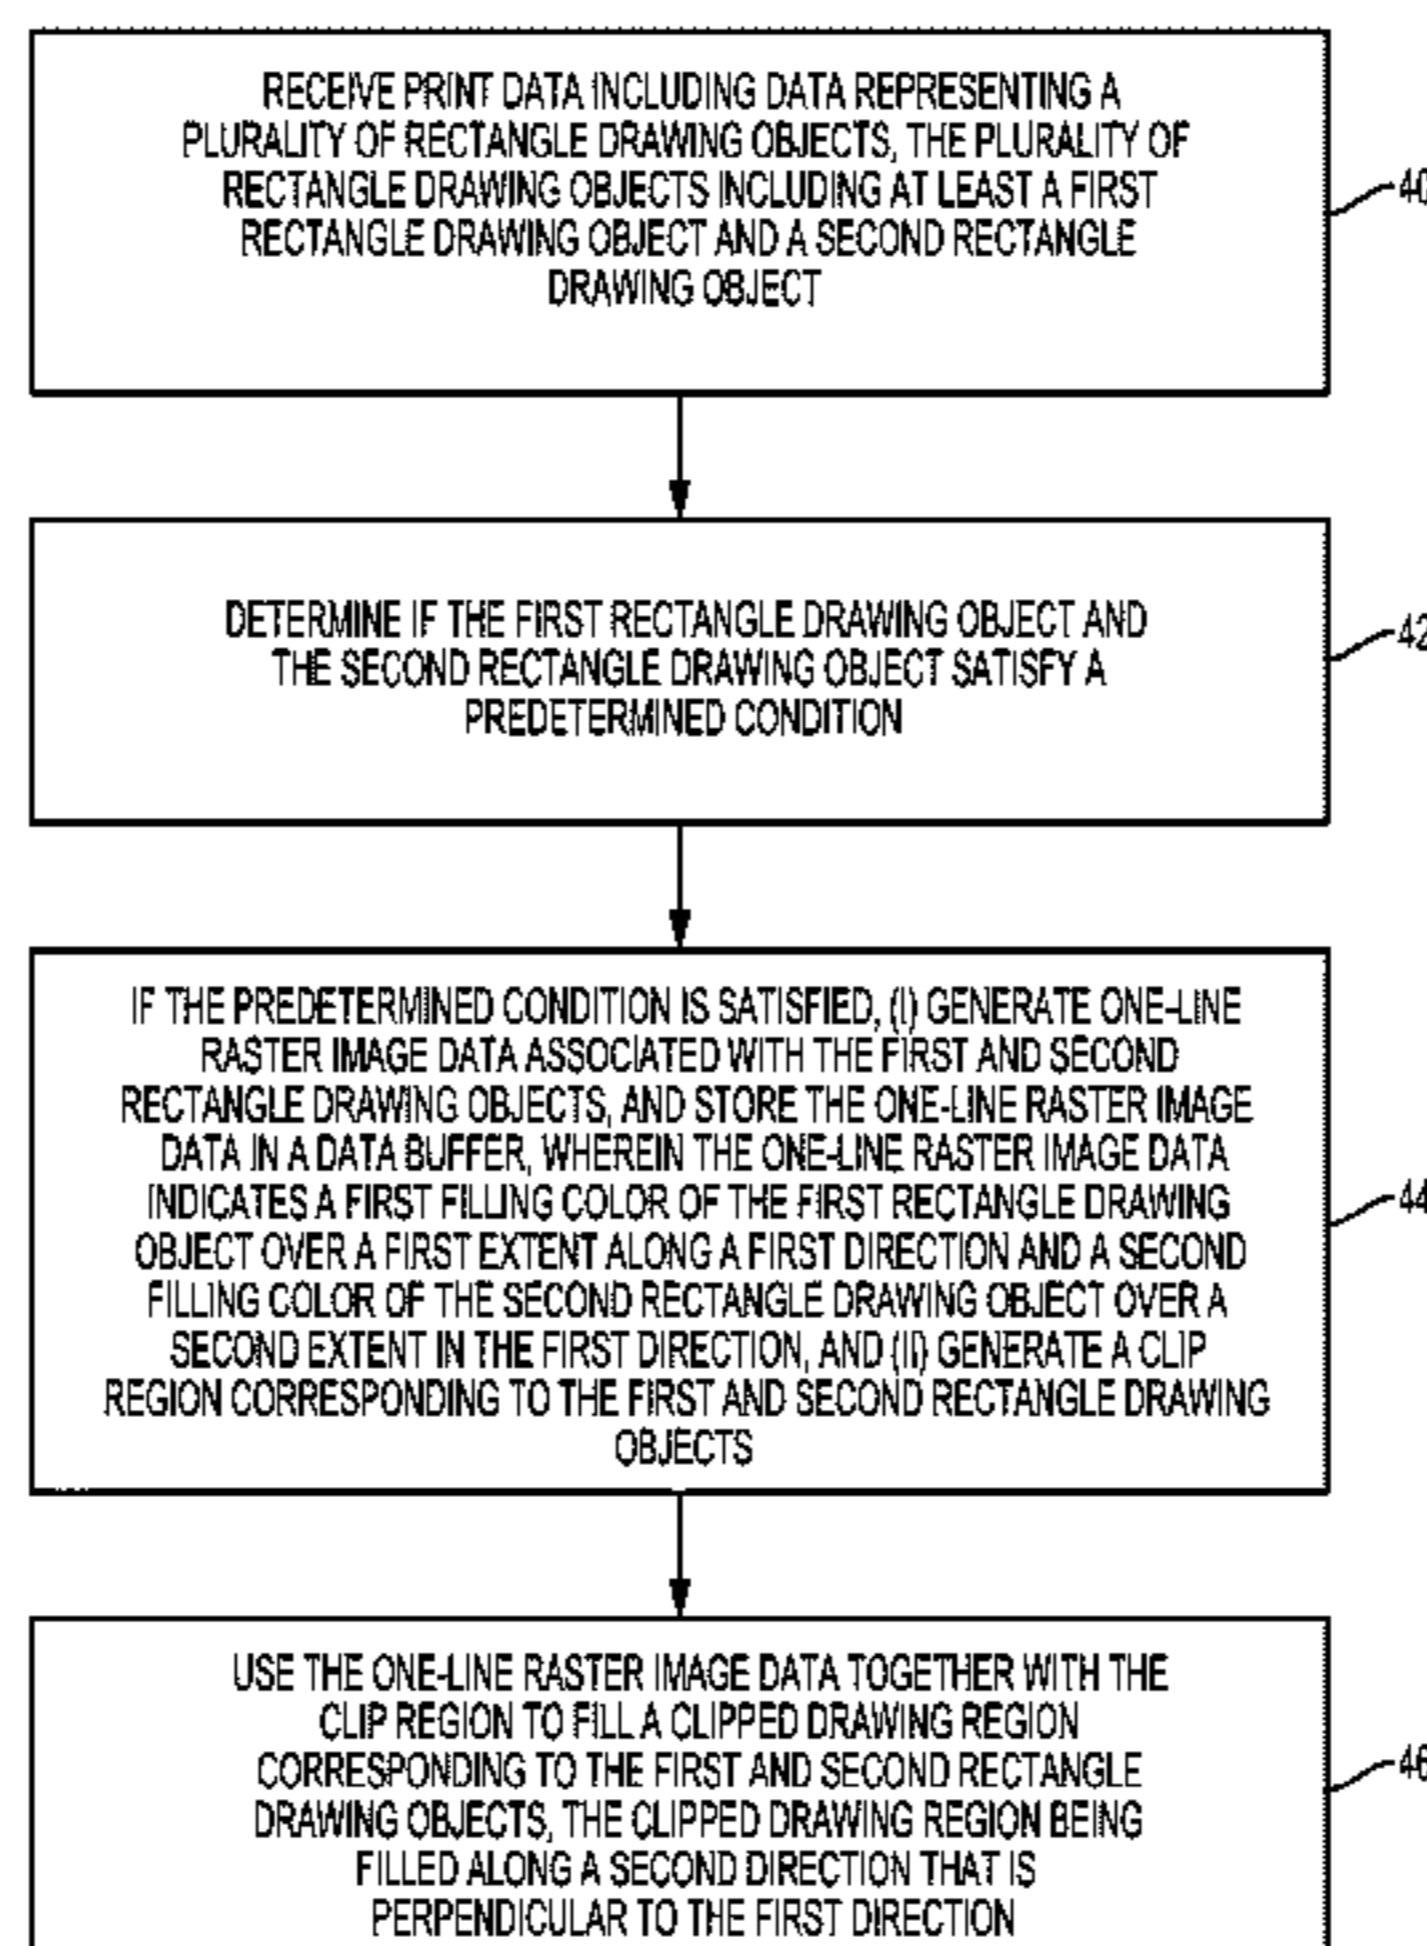 RECEIVE PRINT DATA INCLUDING DATA REPRESENTING A
PLURALITY OF RECTANGLE DRAWING OBJECTS, THE PLURALITY OF
RECTANGLE DRAWING OBJECTS INCLUDING AT LEAST A FIRST
RECTANGLE DRAWING OBJECT AND A SECOND RECTANGLE
DRAWING OBJECT
40
DETERMINE IF THE FIRST RECTANGLE DRAWING OBJECT AND
THE SECOND RECTANGLE DRAWING OBJECT SATISFY A
PREDETERMINED CONDITION
42
IF THE PREDETERMINED CONDITION IS SATISFIED, (I) GENERATE ONE-LINE
RASTER IMAGE DATA ASSOCIATED WITH THE FIRST AND SECOND
RECTANGLE DRAWING OBJECTS, AND STORE THE ONE-LINE RASTER IMAGE
DATA IN A DATA BUFFER, WHEREIN THE ONE-LINE RASTER IMAGE DATA
INDICATES A FIRST FILLING COLOR OF THE FIRST RECTANGLE DRAWING
OBJECT OVER A FIRST EXTENT ALONG A FIRST DIRECTION AND A SECOND
FILLING COLOR OF THE SECOND RECTANGLE DRAWING OBJECT OVER A
SECOND EXTENT IN THE FIRST DIRECTION, AND (II) GENERATE A CLIP
REGION CORRESPONDING TO THE FIRST AND SECOND RECTANGLE DRAWING
OBJECTS
44
USE THE ONE-LINE RASTER IMAGE DATA TOGETHER WITH THE
CLIP REGION TO FILL A CLIPPED DRAWING REGION
CORRESPONDING TO THE FIRST AND SECOND RECTANGLE
DRAWING OBJECTS, THE CLIPPED DRAWING REGION BEING
FILLED ALONG A SECOND DIRECTION THAT IS
PERPENDICULAR TO THE FIRST DIRECTION
46